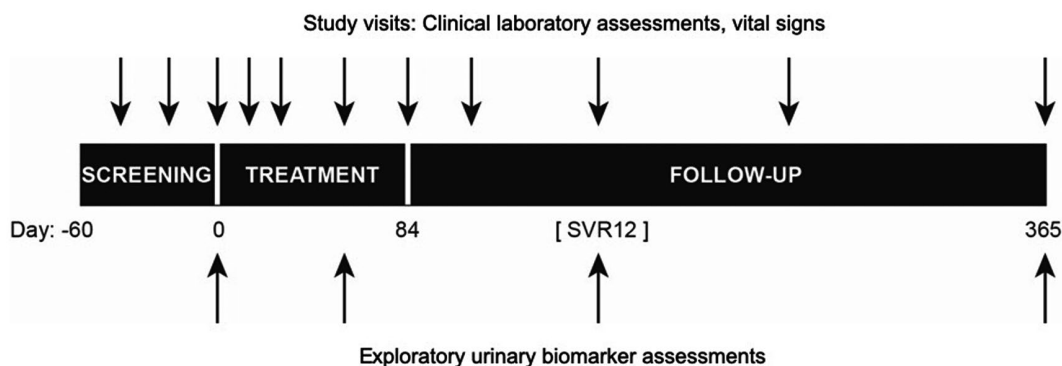 Study visits: Clinical laboratory assessments, vital signs
SCREENING TREATMENT FOLLOW-UP
Day: -60 0 84 [ SVR12 ] 365
Exploratory urinary biomarker assessments